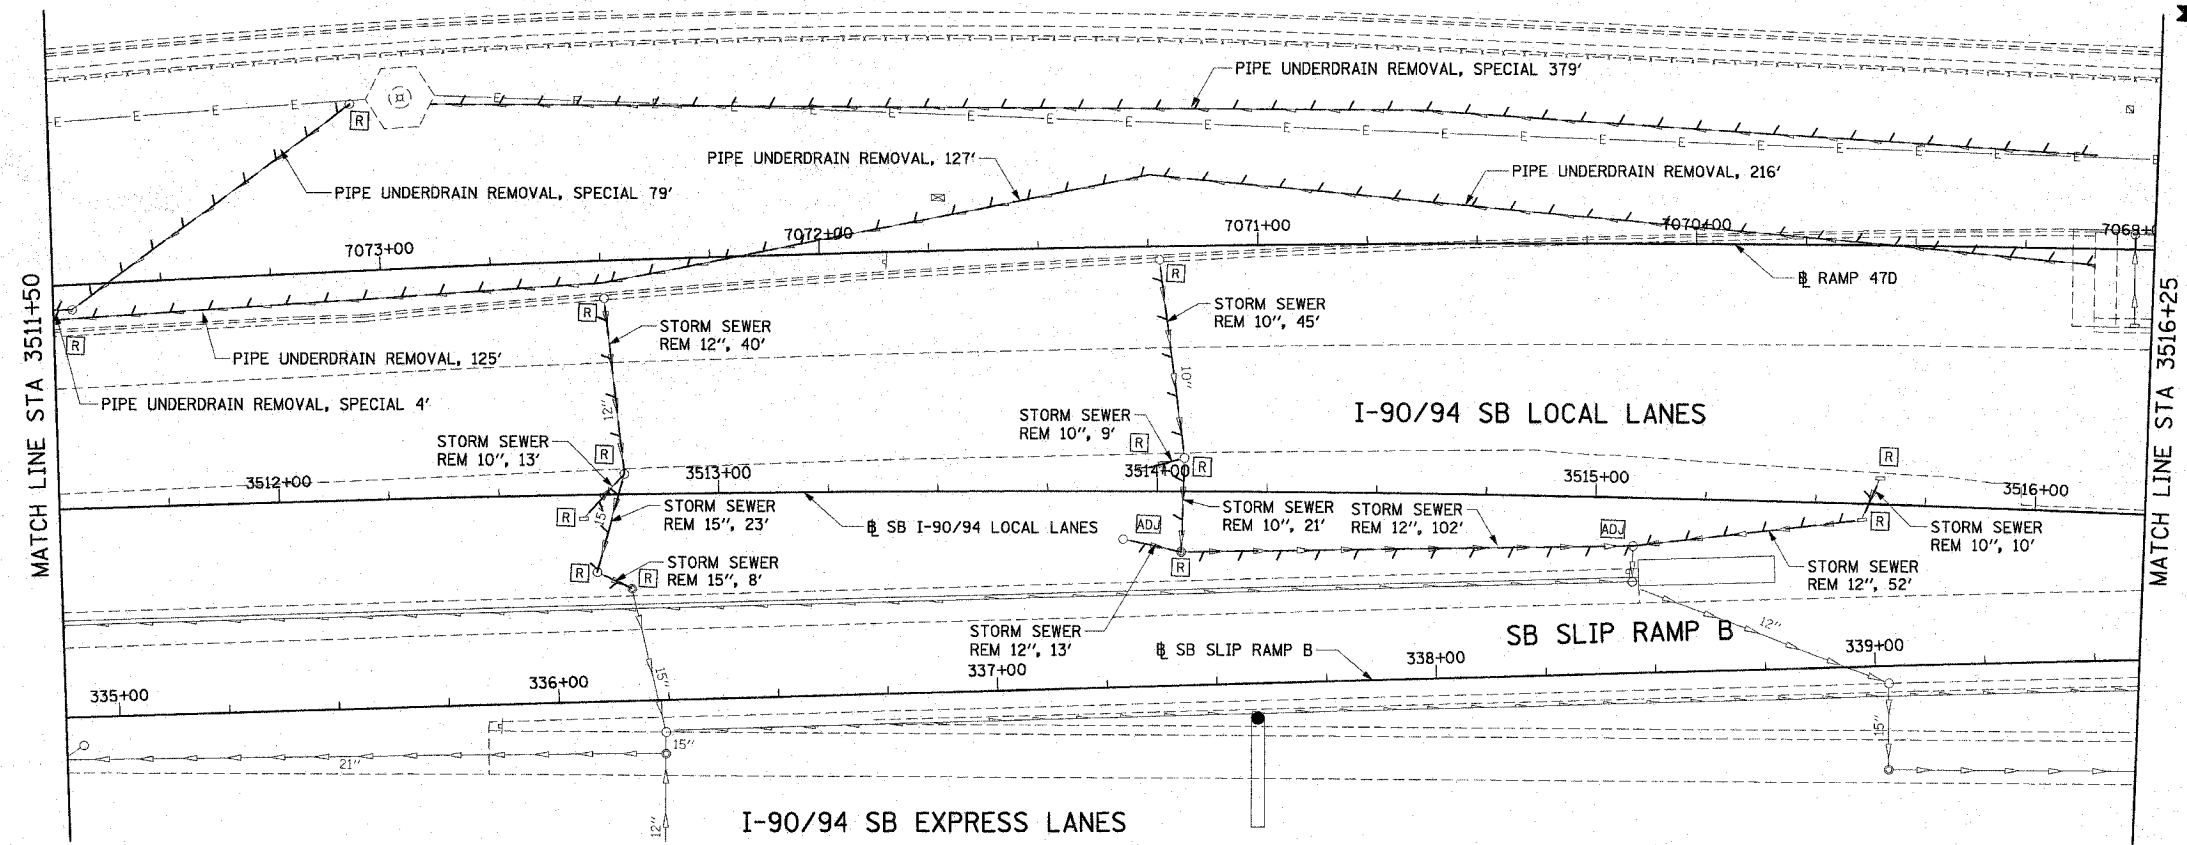 PIPE UNDERDRAIN REMOVAL, SPECIAL 379'
E E E E
R
E E E E E E E E E E E E E E E E E E E E E E
PIPE UNDERDRAIN REMOVAL, 127'
PIPE UNDERDRAIN REMOVAL, 216'
PIPE UNDERDRAIN REMOVAL, SPECIAL 79'
7073+00
7072+00
7071+00
7070+00
R
℄ RAMP 47D
MATCH LINE STA 3511+50
MATCH LINE STA 3516+25
R
STORM SEWER
REM 12", 40'
STORM SEWER
REM 10", 45'
R
PIPE UNDERDRAIN REMOVAL, 125'
PIPE UNDERDRAIN REMOVAL, SPECIAL 4'
12"
10"
I-90/94 SB LOCAL LANES
STORM SEWER
REM 10", 13'
R
STORM SEWER
REM 10", 9'
R
R
R
3512+00
3513+00
3514+00
3515+00
3516+00
R
15"
STORM SEWER
REM 15", 23'
℄ SB I-90/94 LOCAL LANES
ADJ
STORM SEWER
REM 10", 21'
STORM SEWER
REM 12", 102'
ADJ
R
STORM SEWER
REM 10", 10'
R
R
STORM SEWER
REM 15", 8'
R
STORM SEWER
REM 12", 52'
STORM SEWER
REM 12", 13'
℄ SB SLIP RAMP B
SB SLIP RAMP B
12"
335+00
336+00
337+00
338+00
339+00
15"
15"
15"
21"
12"
I-90/94 SB EXPRESS LANES